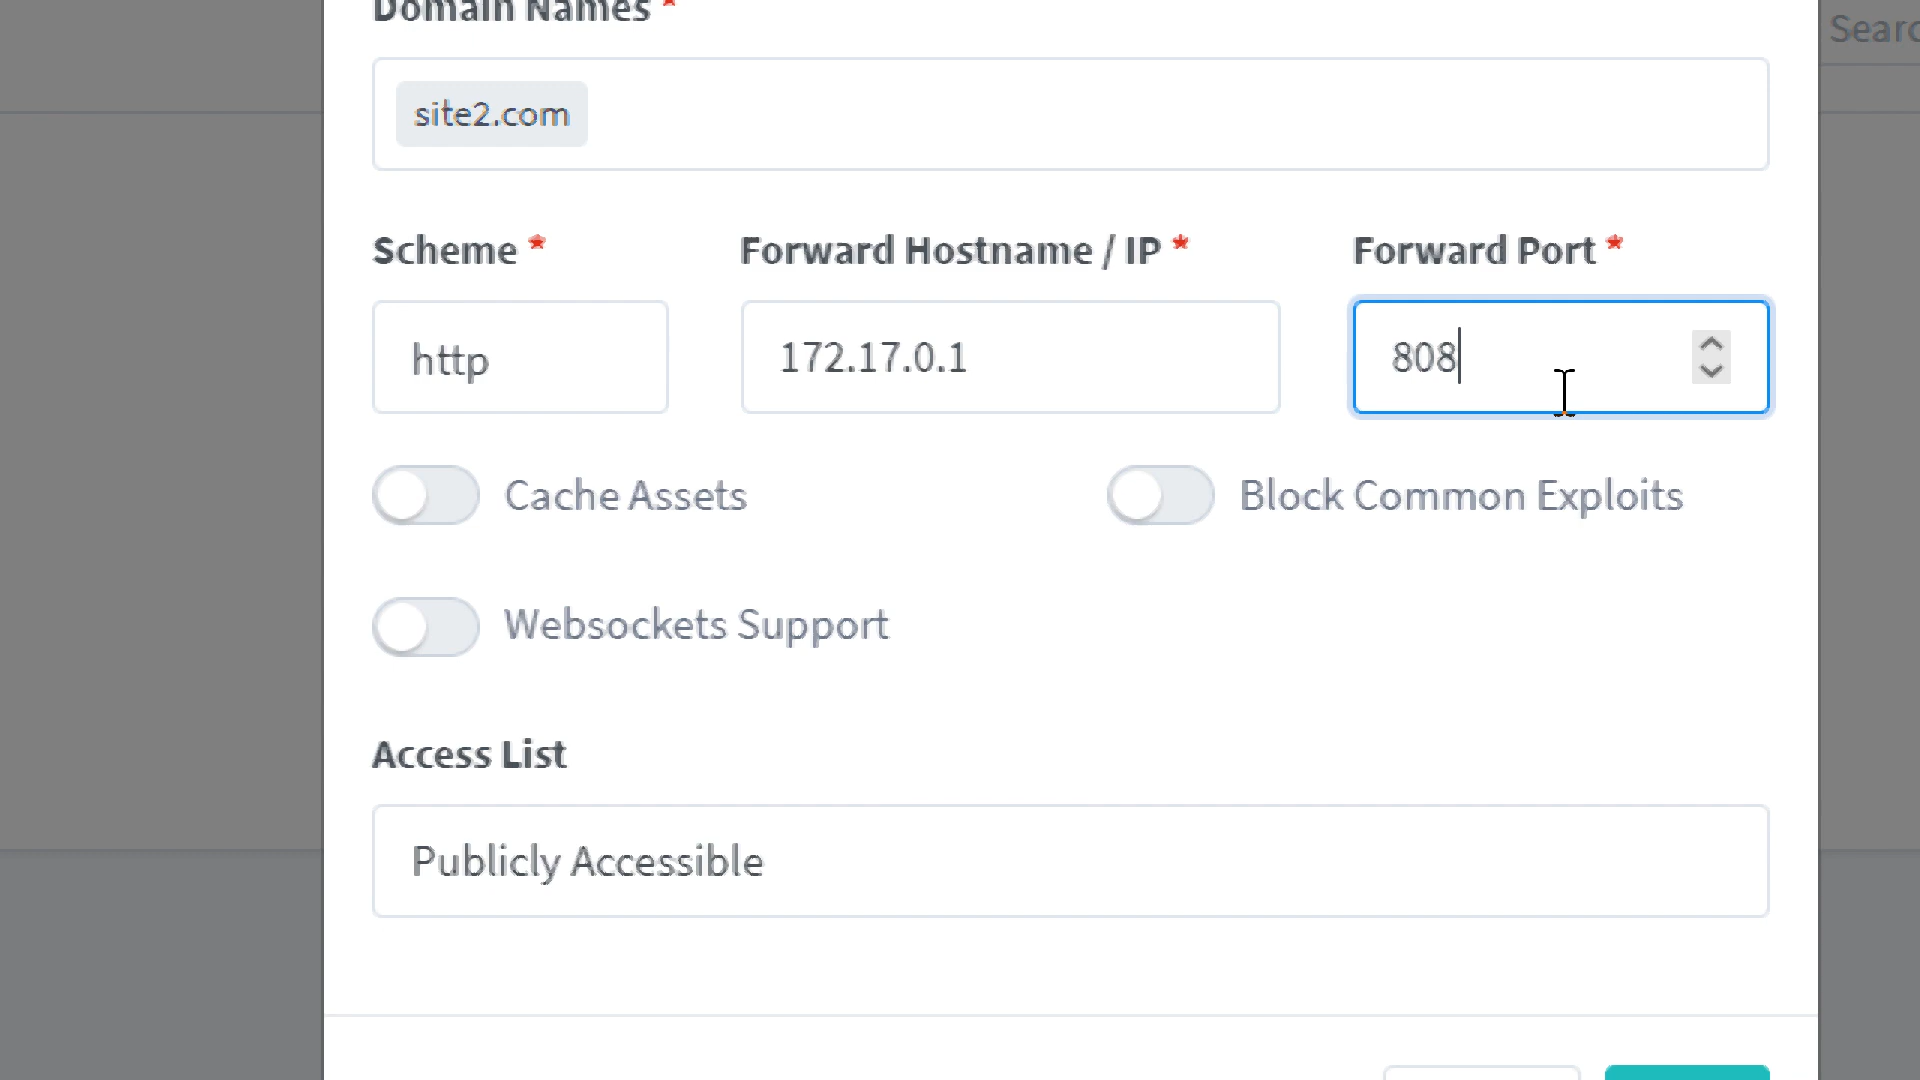 Domain Names *
Searc
site2.com
Scheme * Forward Hostname / IP * Forward Port *
http 172.17.0.1 808
Cache Assets Block Common Exploits
Websockets Support
Access List
Publicly Accessible